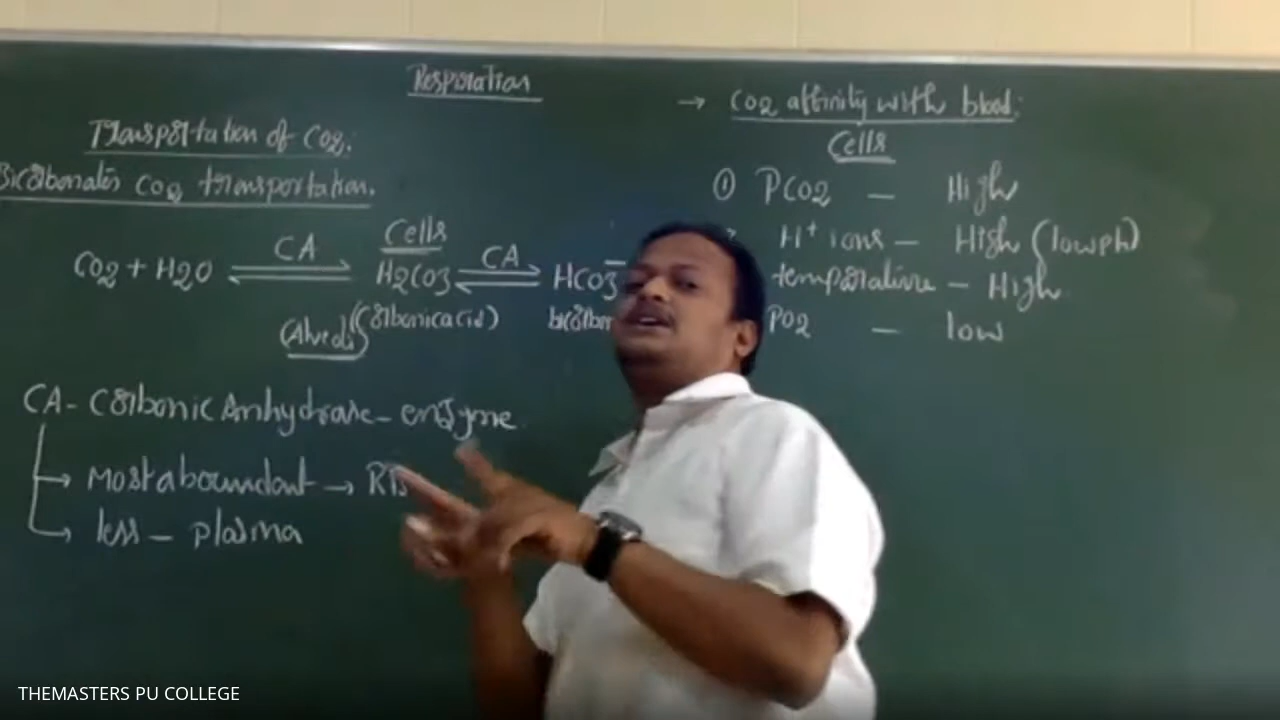 Respiration
Transportation of CO2:
Bicarbonates CO2 transportation.
Cells
CO2 + H2O ⇌ CA H2CO3 ⇌ CA HCO3-
(Alveoli) (Carbonic acid)
CA - Carbonic Anhydrase - enzyme
→ Most aboundant →
→ less - plasma
→ CO2 affinity with blood:
Cells
① PCO2 - High
H+ ions - High (low pH)
temperature - High
PO2 - low
THEMASTERS PU COLLEGE